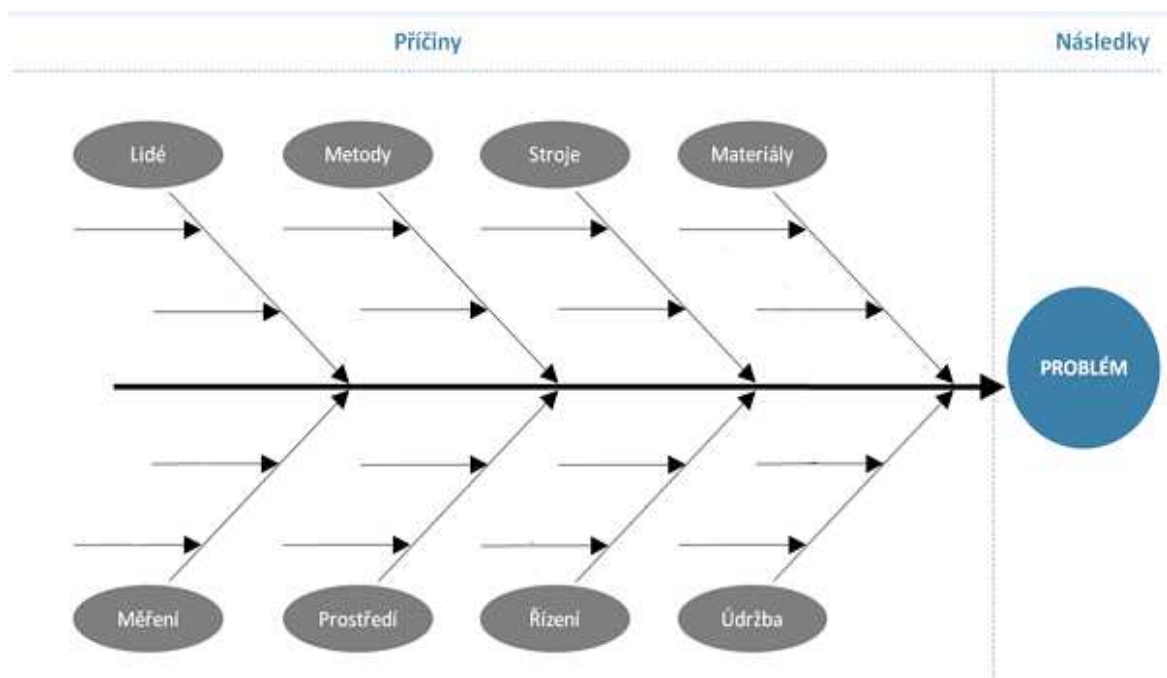 Příčiny
Následky
Lidé
Metody
Stroje
Materiály
PROBLÉM
Měření
Prostředí
Řízení
Údržba